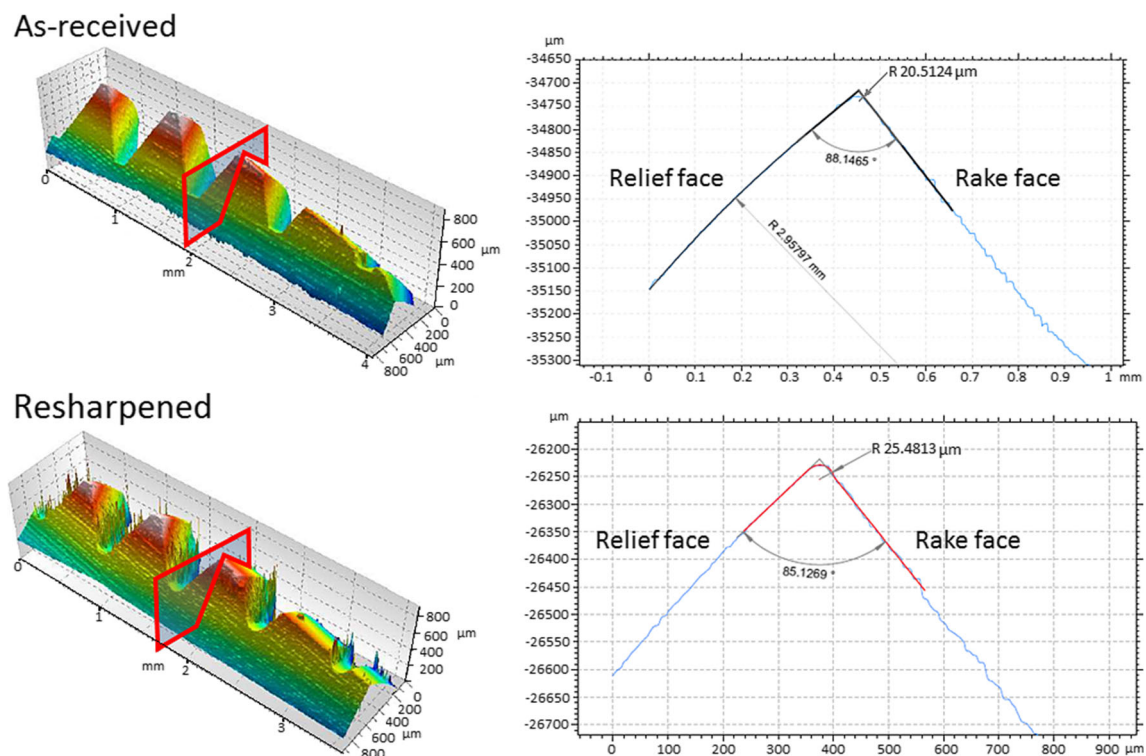 As-received
0
1
mm
2
3
4
800
600
400
200
0
μm
0
200
400
600
800
μm
μm
-34650
-34700
-34750
-34800
-34850
-34900
-34950
-35000
-35050
-35100
-35150
-35200
-35250
-35300
R 20.5124 μm
88.1465 °
Relief face
Rake face
R 2.95797 mm
-0.1 0 0.1 0.2 0.3 0.4 0.5 0.6 0.7 0.8 0.9 1 mm
Resharpened
0
1
mm
2
3
800
600
400
200
μm
0
200
400
600
800
μm
μm
-26200
-26250
-26300
-26350
-26400
-26450
-26500
-26550
-26600
-26650
-26700
R 25.4813 μm
Relief face
Rake face
85.1269 °
0 100 200 300 400 500 600 700 800 900 μm